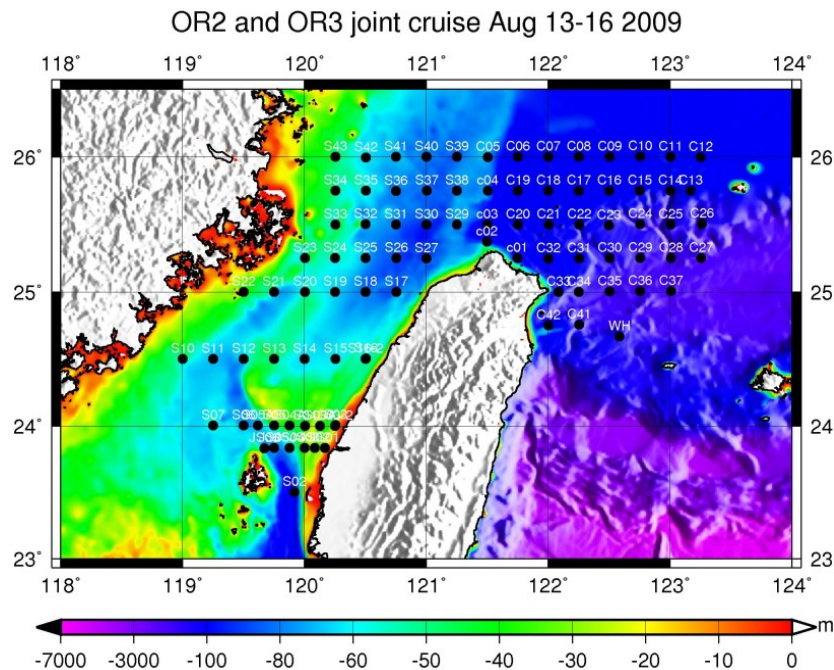 OR2 and OR3 joint cruise Aug 13-16 2009
118° 119° 120° 121° 122° 123° 124°
26° 26°
S43 S42 S41 S40 S39 C05 C06 C07 C08 C09 C10 C11 C12
S34 S35 S36 S37 S38 c04 C19 C18 C17 C16 C15 C14 C13
S33 S32 S31 S30 S29 c03 C20 C21 C22 C23 C24 C25 C26
c02
S23 S24 S25 S26 S27 c01 C32 C31 C30 C29 C28 C27
25° 25°
S22 S21 S20 S19 S18 S17 C33 C34 C35 C36 C37
C42 C41 WH
S10 S11 S12 S13 S14 S15
24° 24°
S07
S02
23° 23°
118° 119° 120° 121° 122° 123° 124°
m
-7000 -3000 -100 -80 -60 -40 -20 0